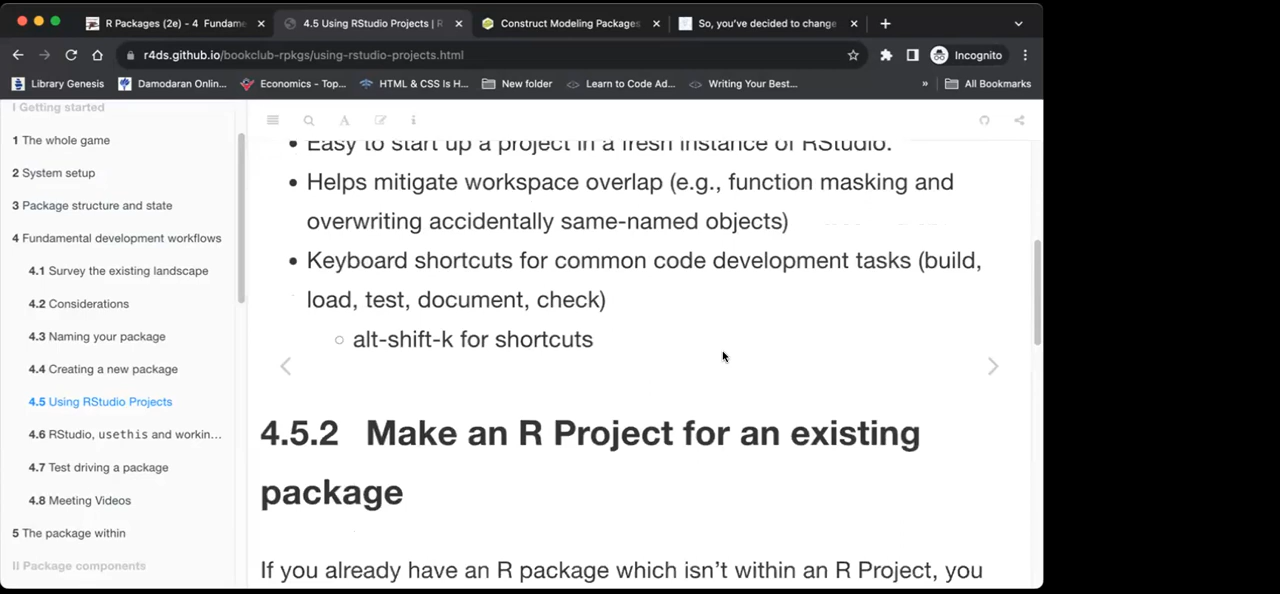 R Packages (2e) - 4 Fundame
4.5 Using RStudio Projects | R
Construct Modeling Packages
So, you've decided to change
r4ds.github.io/bookclub-rpkgs/using-rstudio-projects.html
Incognito
Library Genesis
Damodaran Onlin...
Economics - Top...
HTML & CSS Is H...
New folder
Learn to Code Ad...
Writing Your Best...
»
All Bookmarks
I Getting started
1 The whole game
2 System setup
3 Package structure and state
4 Fundamental development workflows
4.1 Survey the existing landscape
4.2 Considerations
4.3 Naming your package
4.4 Creating a new package
4.5 Using RStudio Projects
4.6 RStudio, usethis and workin...
4.7 Test driving a package
4.8 Meeting Videos
5 The package within
II Package components
• Easy to start up a project in a fresh instance of RStudio.
• Helps mitigate workspace overlap (e.g., function masking and
overwriting accidentally same-named objects)
• Keyboard shortcuts for common code development tasks (build,
load, test, document, check)
○ alt-shift-k for shortcuts
4.5.2 Make an R Project for an existing
package
If you already have an R package which isn't within an R Project, you